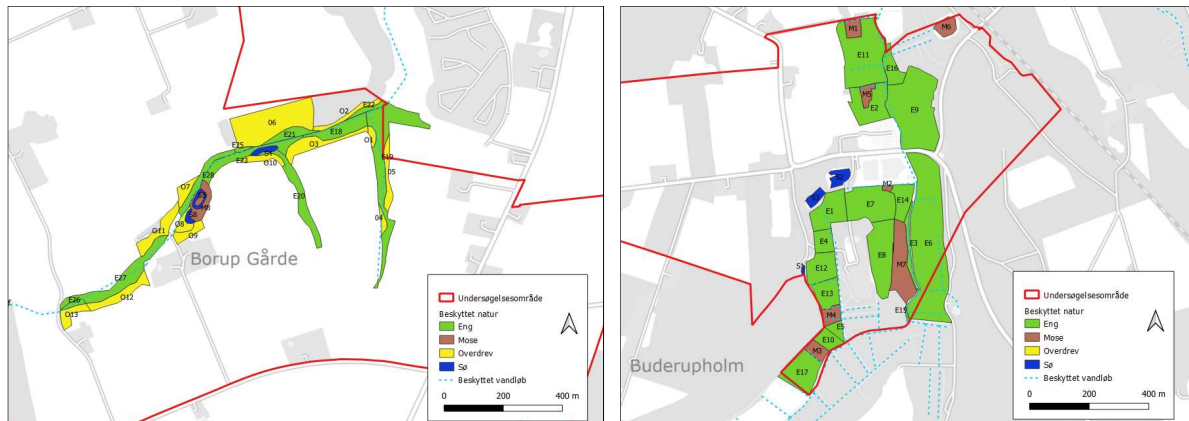 E22
O2
O6
E21
E18
O3
O1
E25
S4
E23
O10
E19
O5
E28
O7
E20
M8
S8
O4
O8
O9
O11
Borup Gårde
E27
E26
O12
O13
Undersøgelsesområde
Beskyttet natur
Eng
Mose
Overdrev
Sø
Beskyttet vandløb
0 400 m
M1
M6
E11
E16
M5
E2
E9
S2
M2
S3
E1
E7
E14
E4
E3
E6
E8
M7
S1
E12
E13
M4
E15
E5
E10
M3
E17
Buderupholm
Undersøgelsesområde
Beskyttet natur
Eng
Mose
Overdrev
Sø
Beskyttet vandløb
0 200 400 m